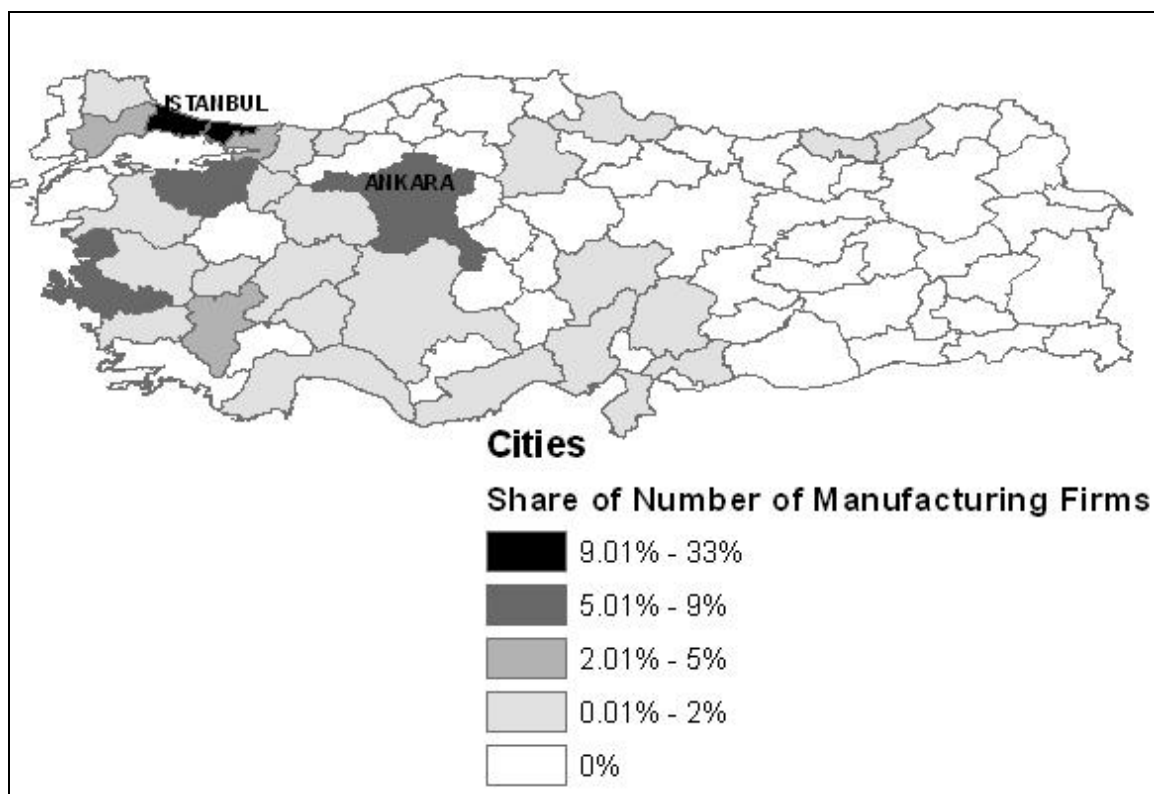 ISTANBUL
ANKARA
Cities
Share of Number of Manufacturing Firms
9.01% - 33%
5.01% - 9%
2.01% - 5%
0.01% - 2%
0%